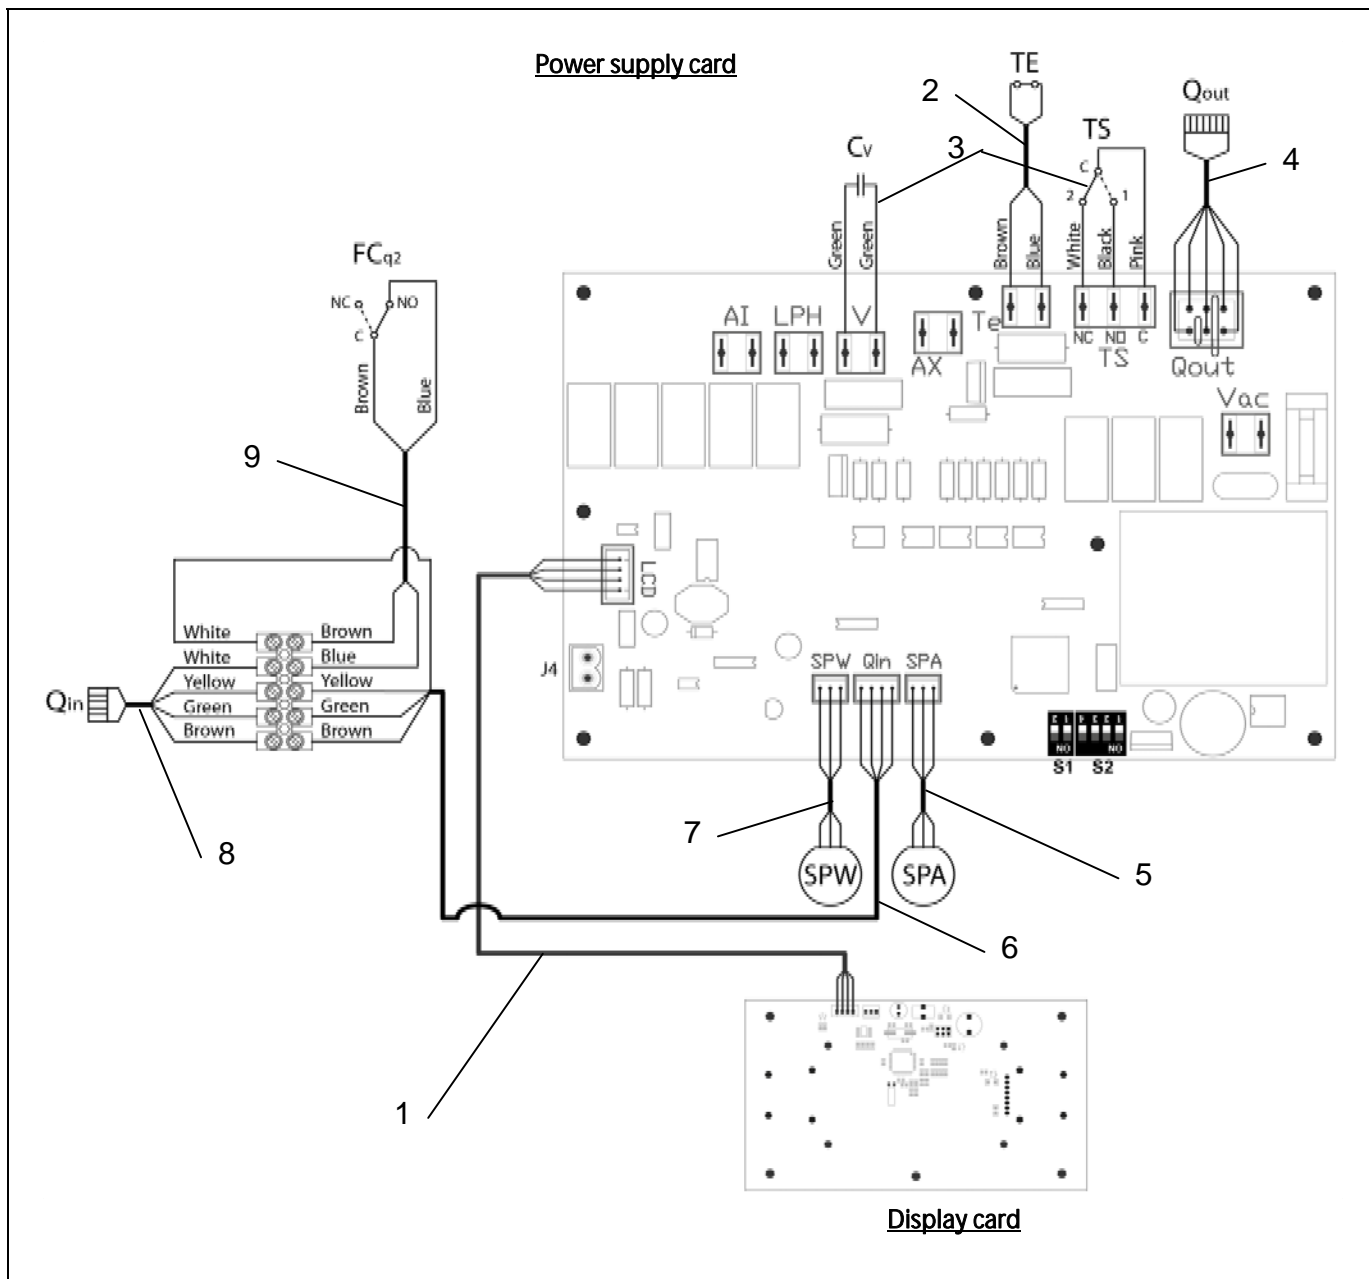 Power supply card
TE
2
Qout
TS
Cv
3
4
C
2
1
Green
Green
Brown
Blue
White
Black
Pink
FCq2
NC
NO
C
Brown
Blue
AI
LPH
V
AX
Te
NC
NO
C
TS
Qout
Vac
9
LCD
White
Brown
White
Blue
Yellow
Yellow
Green
Green
Brown
Brown
Qin
J4
SPW
Qin
SPA
8
NO
NO
S1
S2
7
5
SPW
SPA
6
1
Display card